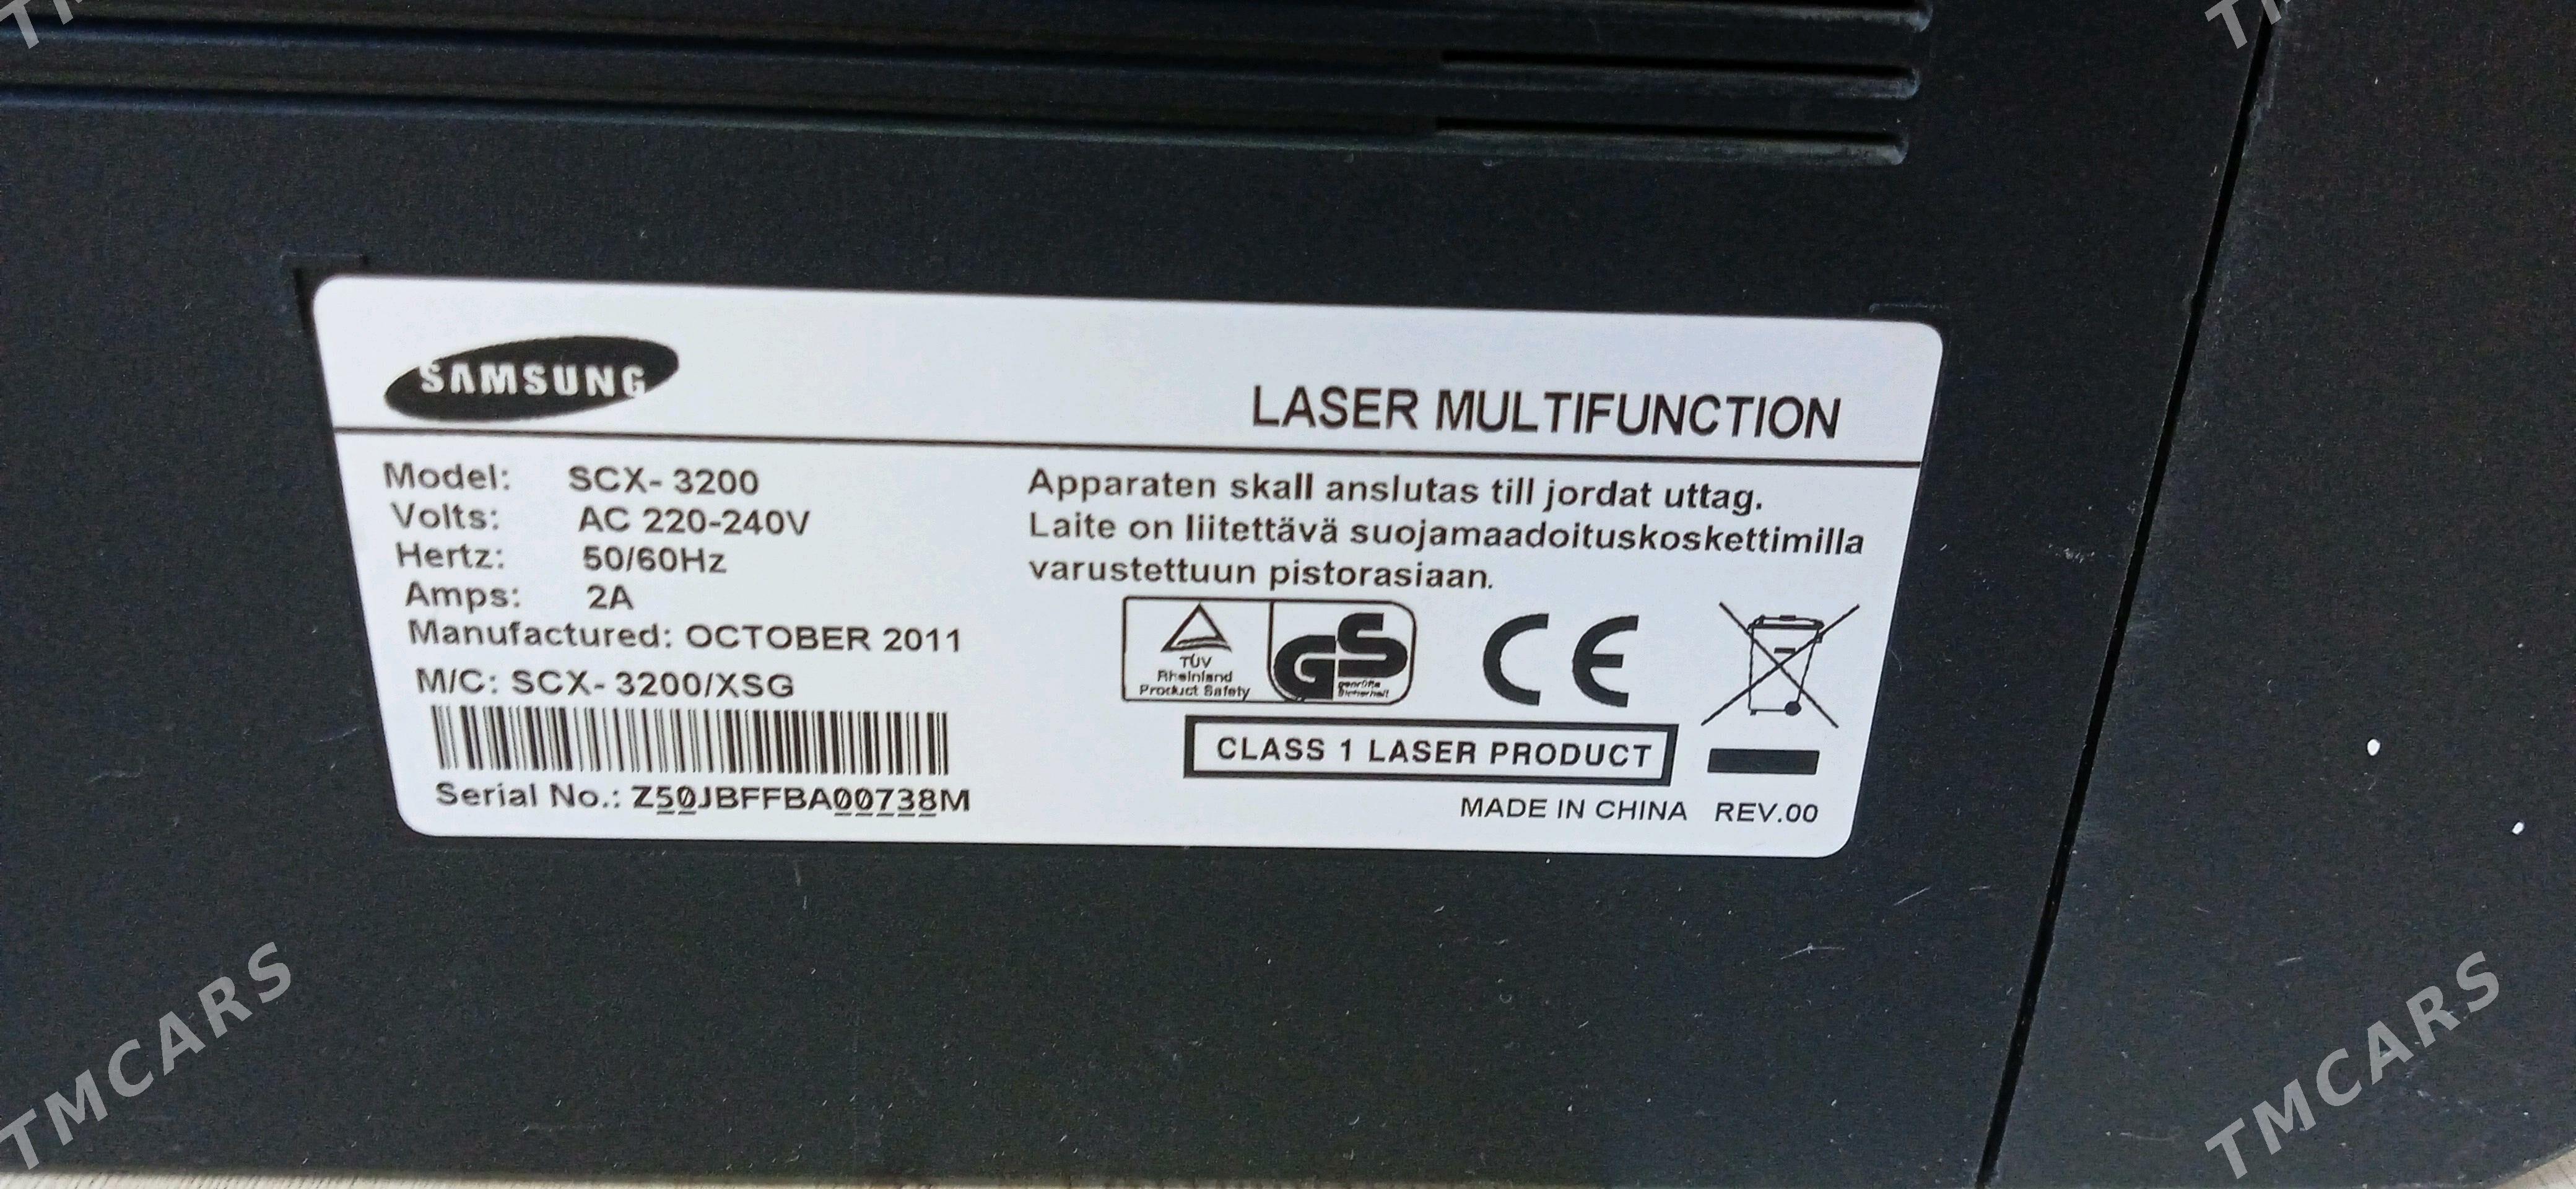 SAMSUNG
LASER MULTIFUNCTION
Model: SCX- 3200
Volts: AC 220-240V
Hertz: 50/60Hz
Amps: 2A
Manufactured: OCTOBER 2011
M/C: SCX- 3200/XSG
Serial No.: Z50JBFFBA00738M
Apparaten skall anslutas till jordat uttag.
Laite on liitettävä suojamaadoituskoskettimilla
varustettuun pistorasiaan.
TÜV
Rheinland
Product Safety
GS
geprüfte
Sicherheit
CE
CLASS 1 LASER PRODUCT
MADE IN CHINA REV.00
TMCARS
TMCARS